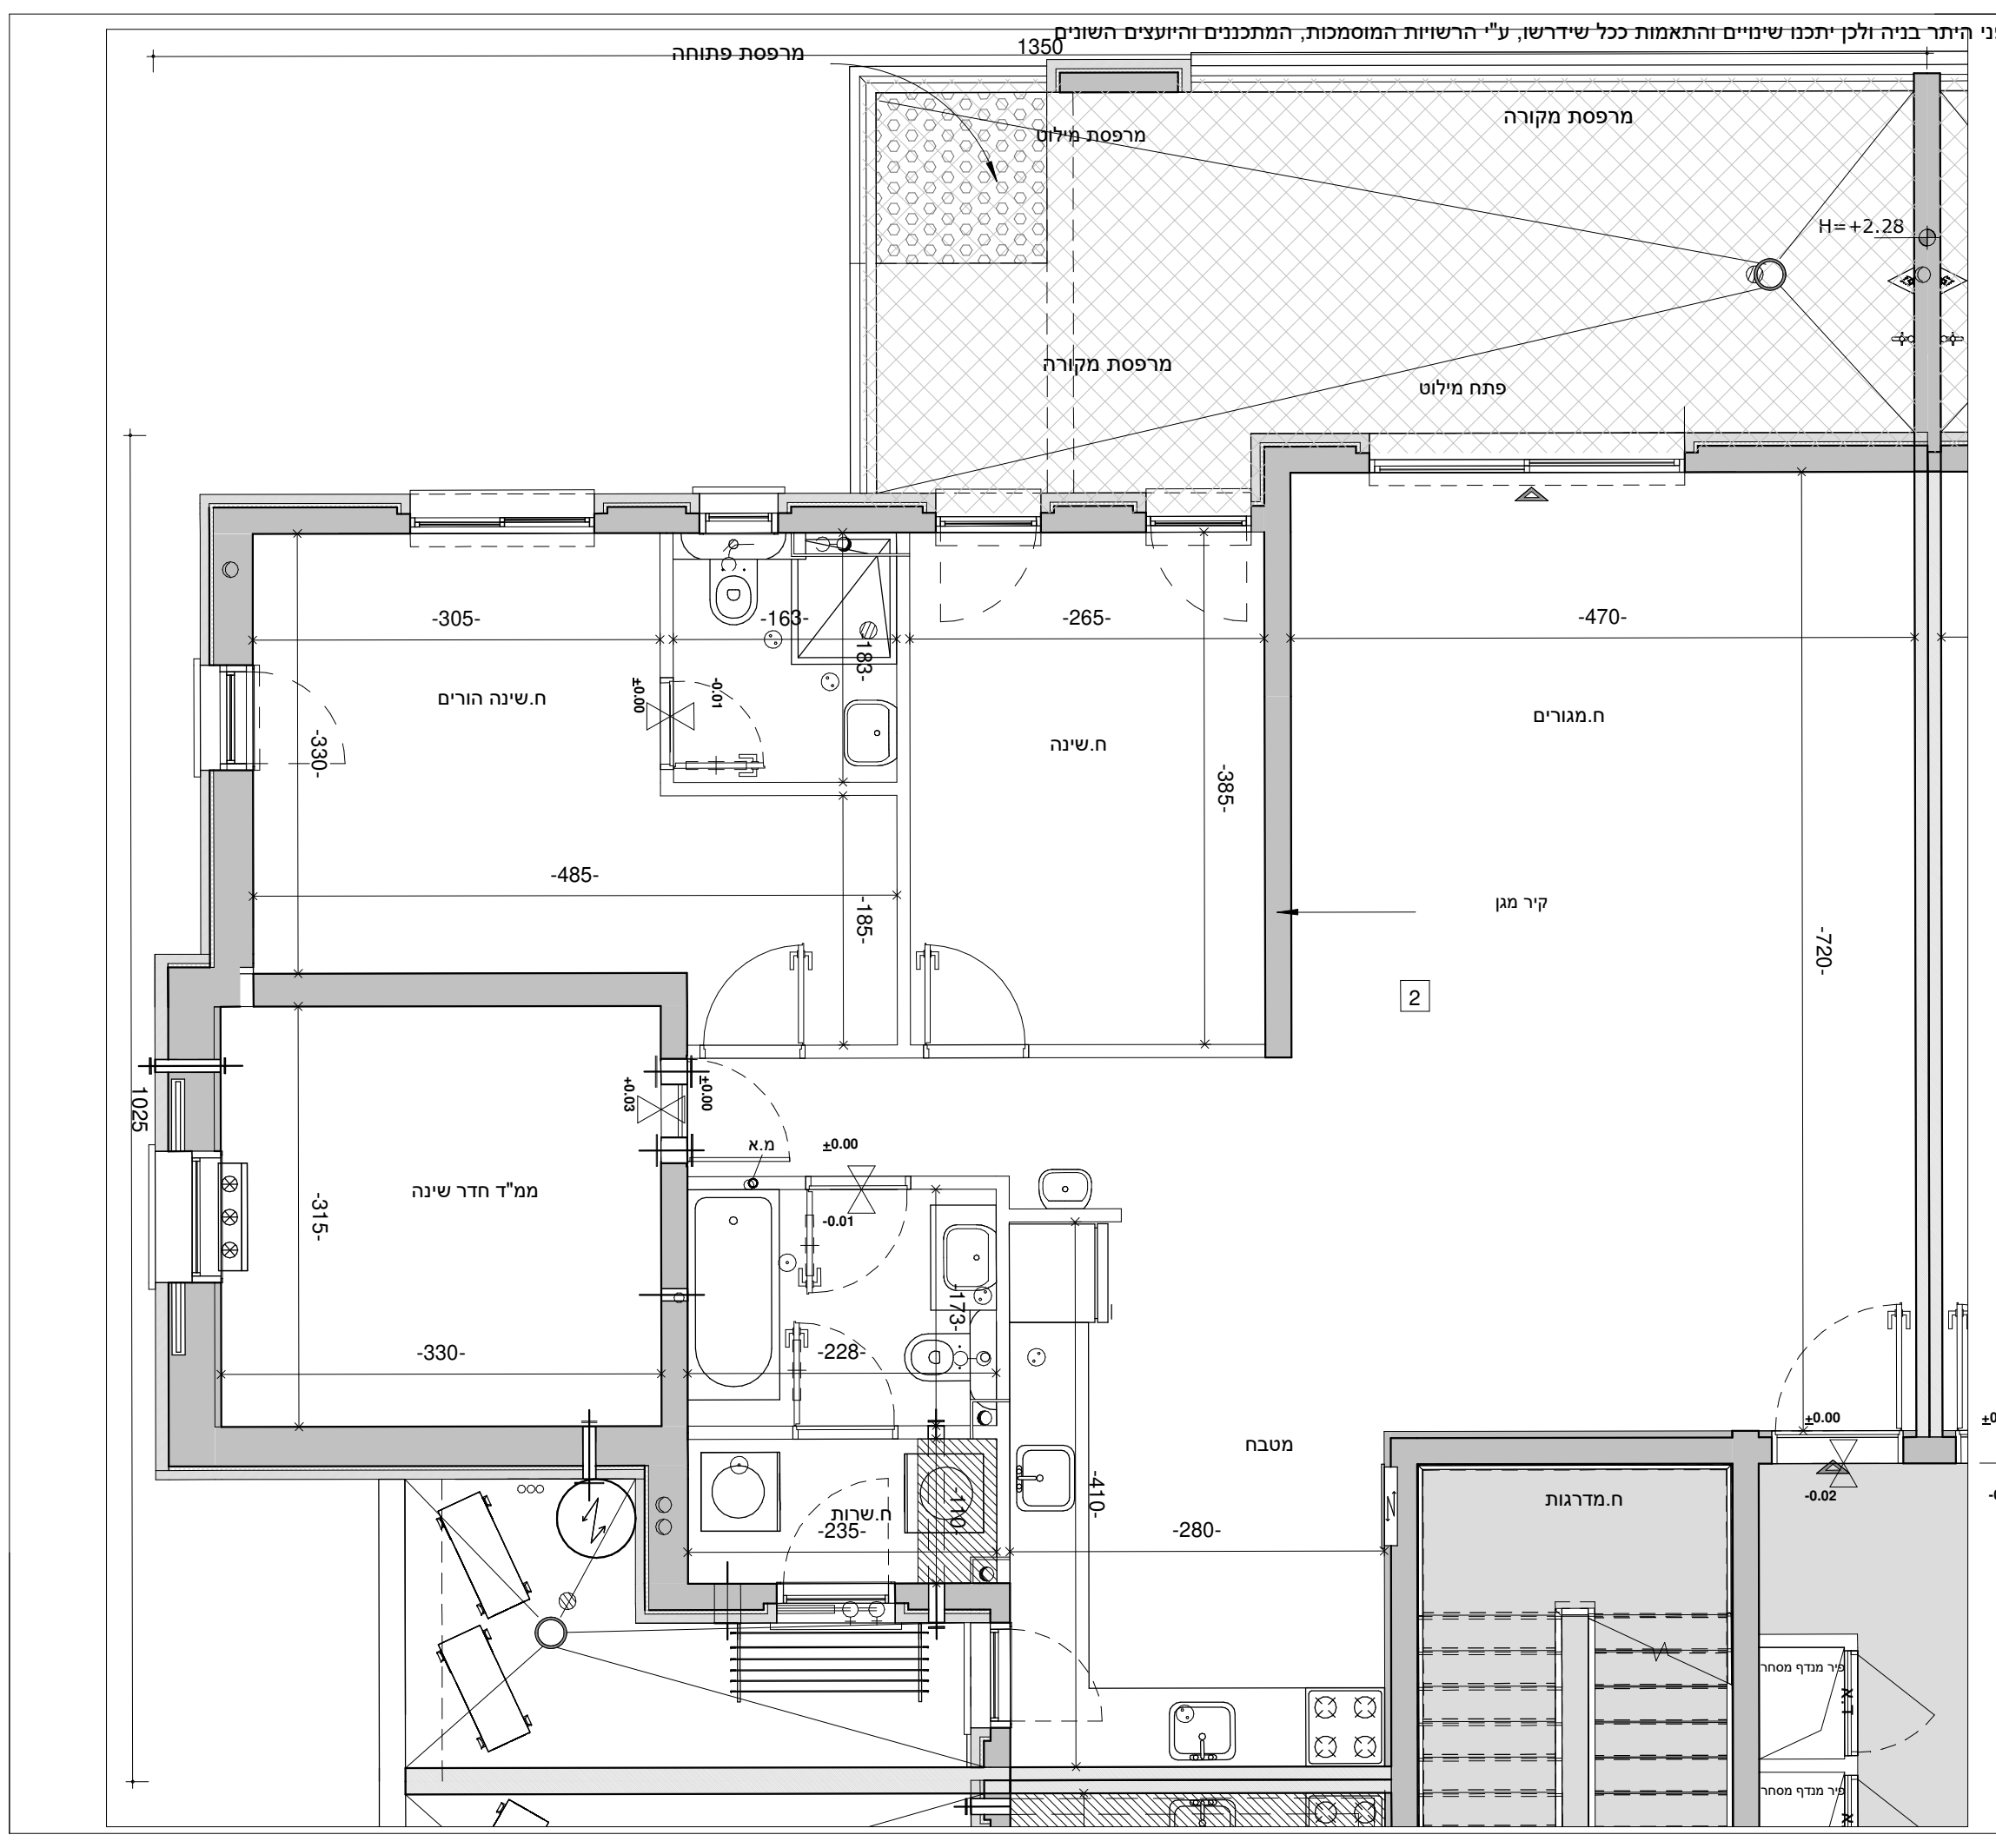 פני היתר בניה ולכן יתכנו שינויים והתאמות ככל שידרשו, ע"י הרשויות המוסמכות, המתכננים והיועצים השונים
1350
מרפסת פתוחה
מרפסת מקורה
מרפסת מילוט
H=+2.28
מרפסת מקורה
פתח מילוט
-305-
-163-
-265-
-470-
-183-
±0.00
-0.01
ח.שינה הורים
ח.מגורים
ח.שינה
-330-
-385-
-485-
-185-
קיר מגן
-720-
2
1025
+0.03
±0.00
מ.א
±0.00
ממ"ד חדר שינה
-315-
-0.01
-173-
-330-
-228-
±0.00
מטבח
-410-
-0.02
ח.מדרגות
ח.שרות
-110-
-235-
-280-
פיר מנדף מסחר
פיר מנדף מסחר